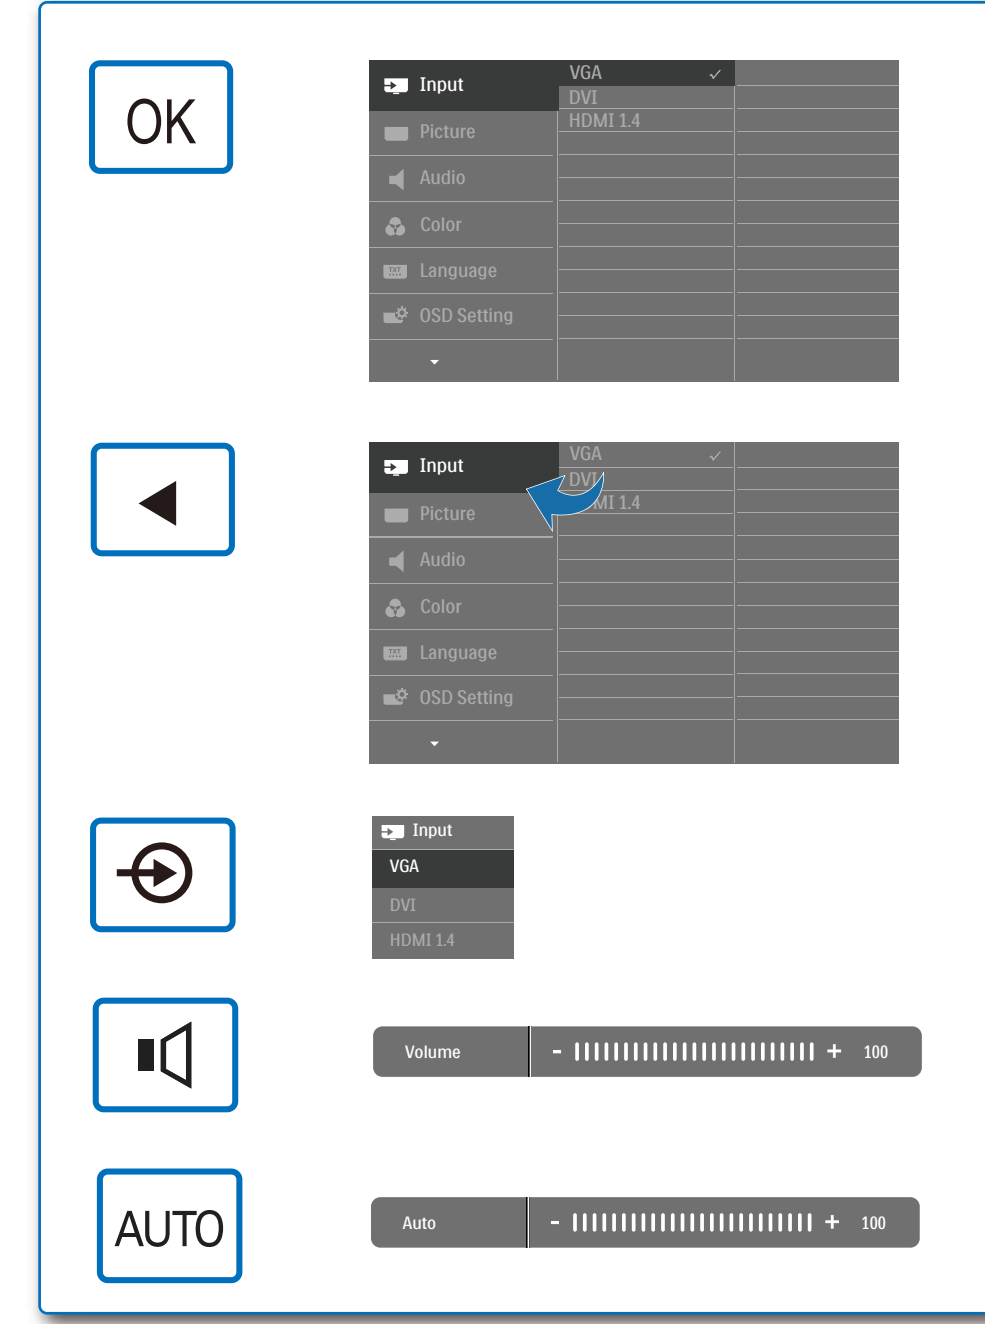 OK
Input
VGA
DVI
HDMI 1.4
Picture
Audio
Color
TXT
Language
OSD Setting
Input
VGA
DVI
MI 1.4
Picture
Audio
Color
TXT
Language
OSD Setting
Input
VGA
DVI
HDMI 1.4
Volume - + 100
AUTO
Auto - + 100